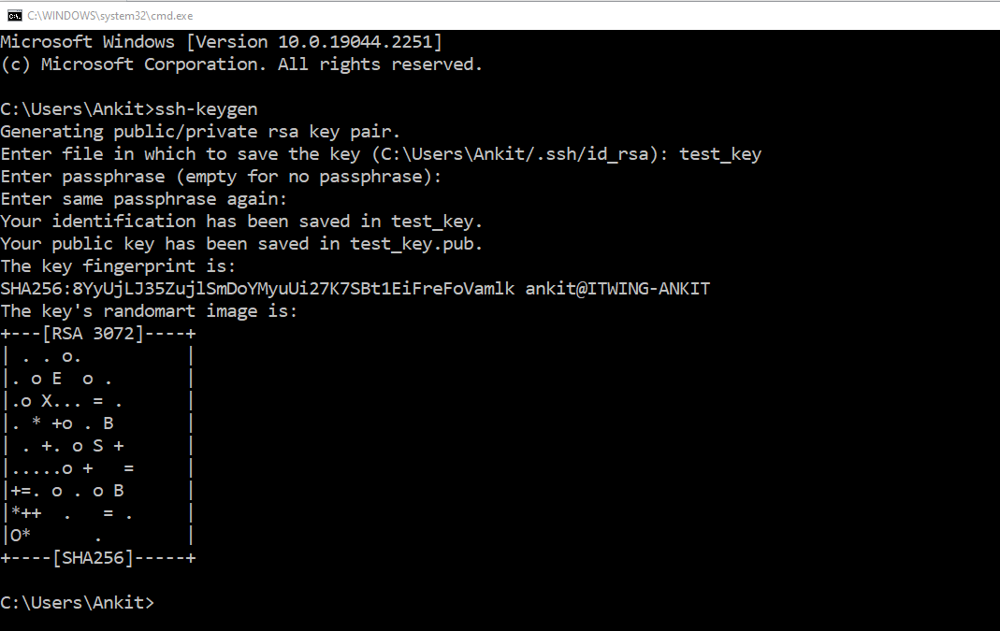 C:\WINDOWS\system32\cmd.exe
Microsoft Windows [Version 10.0.19044.2251]
(c) Microsoft Corporation. All rights reserved.
C:\Users\Ankit>ssh-keygen
Generating public/private rsa key pair.
Enter file in which to save the key (C:\Users\Ankit/.ssh/id_rsa): test_key
Enter passphrase (empty for no passphrase):
Enter same passphrase again:
Your identification has been saved in test_key.
Your public key has been saved in test_key.pub.
The key fingerprint is:
SHA256:8YyUjLJ35ZujlSmDoYMyuUi27K7SBt1EiFreFoVamlk ankit@ITWING-ANKIT
The key's randomart image is:
+---[RSA 3072]----+
| . . o.          |
|. o E  o .       |
|.o X... = .      |
|. * +o . B       |
| . +. o S +      |
|.....o +   =     |
|+=. o . o B      |
|*++  .   = .     |
|O*      .        |
+----[SHA256]-----+
C:\Users\Ankit>